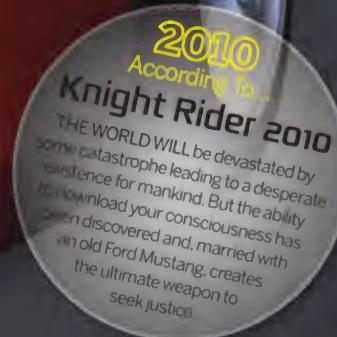 2010
According To...
Knight Rider 2010
THE WORLD WILL be devastated by
some catastrophe leading to a desperate
existence for mankind. But the ability
to download your consciousness has
been discovered and, married with
an old Ford Mustang, creates
the ultimate weapon to
seek justice.